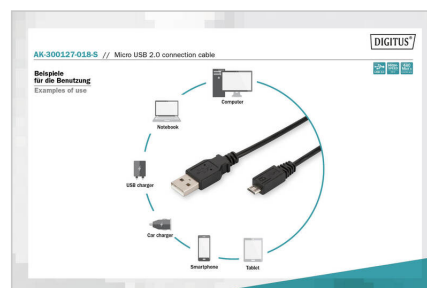 DIGITUS®
AK-300127-018-S // Micro USB 2.0 connection cable
Beispiele
für die Benutzung
Examples of use
Computer
Notebook
USB charger
Car charger
Smartphone
Tablet